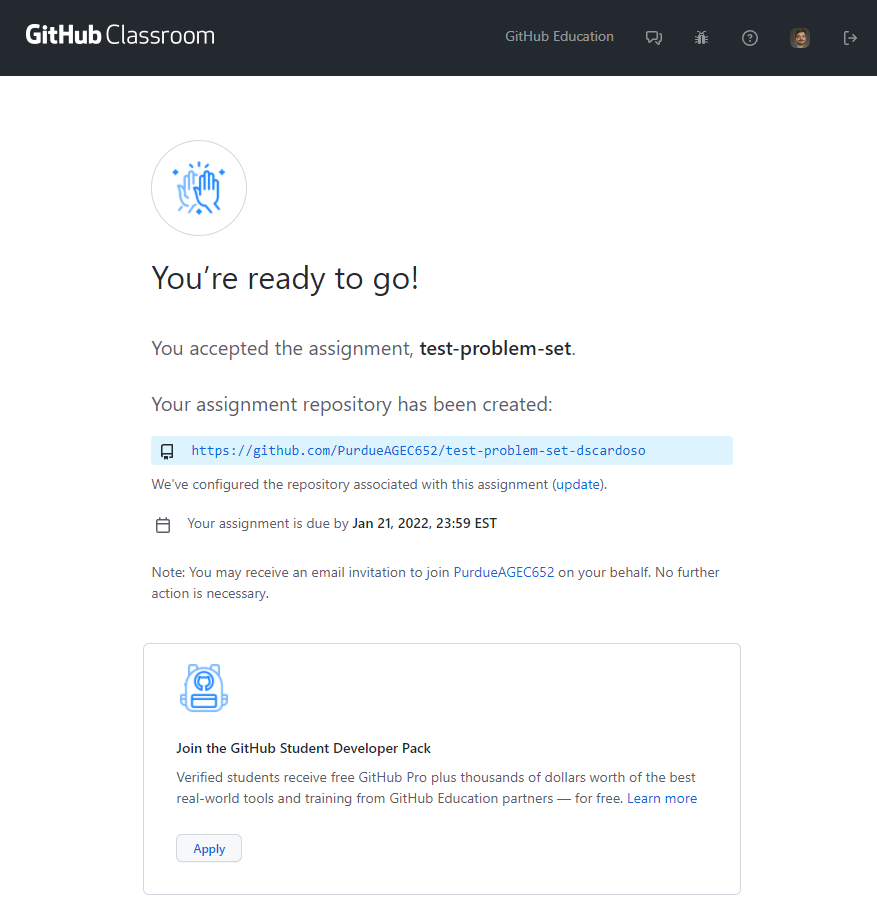 GitHub Classroom
GitHub Education
You’re ready to go!
You accepted the assignment, test-problem-set.
Your assignment repository has been created:
https://github.com/PurdueAGEC652/test-problem-set-dscardoso
We've configured the repository associated with this assignment (update).
Your assignment is due by Jan 21, 2022, 23:59 EST
Note: You may receive an email invitation to join PurdueAGEC652 on your behalf. No further
action is necessary.
Join the GitHub Student Developer Pack
Verified students receive free GitHub Pro plus thousands of dollars worth of the best
real-world tools and training from GitHub Education partners — for free. Learn more
Apply